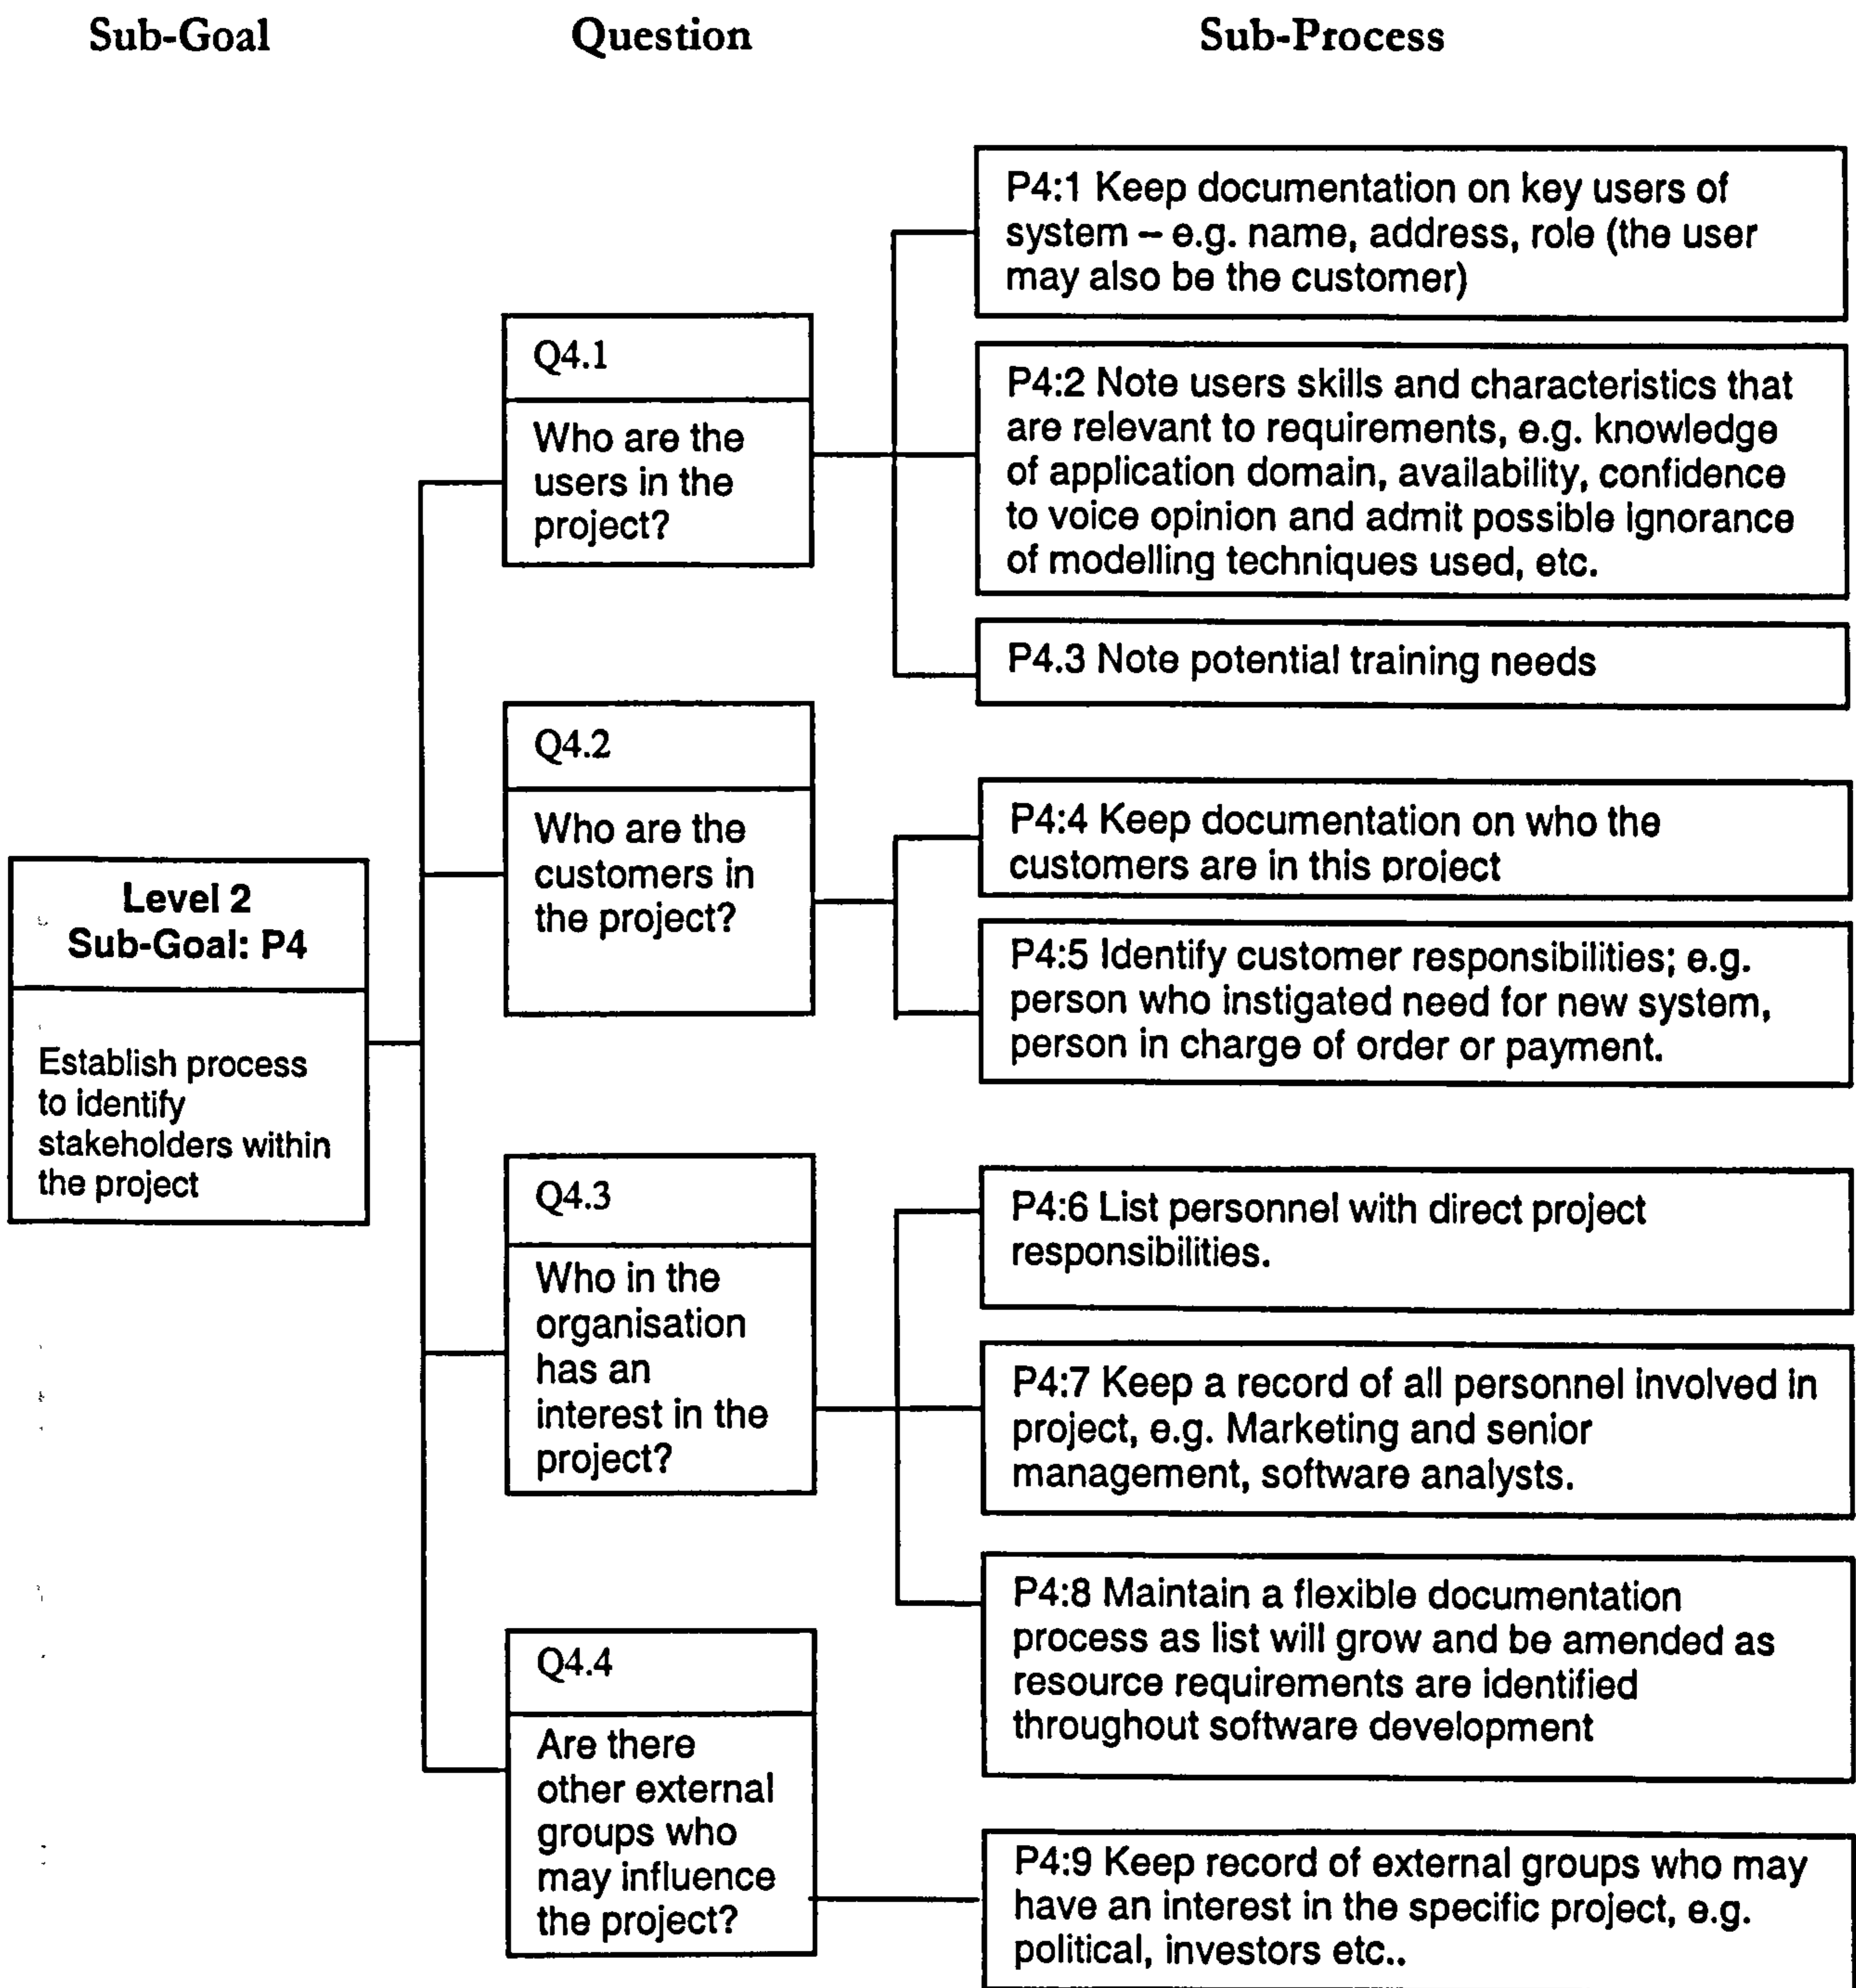 Sub-Goal
Question
Sub-Process
Level 2
Sub-Goal: P4
Establish process
to identify
stakeholders within
the project
Q4.1
Who are the
users in the
project?
P4:1 Keep documentation on key users of
system – e.g. name, address, role (the user
may also be the customer)
P4:2 Note users skills and characteristics that
are relevant to requirements, e.g. knowledge
of application domain, availability, confidence
to voice opinion and admit possible ignorance
of modelling techniques used, etc.
P4.3 Note potential training needs
Q4.2
Who are the
customers in
the project?
P4:4 Keep documentation on who the
customers are in this project
P4:5 Identify customer responsibilities; e.g.
person who instigated need for new system,
person in charge of order or payment.
Q4.3
Who in the
organisation
has an
interest in the
project?
P4:6 List personnel with direct project
responsibilities.
P4:7 Keep a record of all personnel involved in
project, e.g. Marketing and senior
management, software analysts.
P4:8 Maintain a flexible documentation
process as list will grow and be amended as
resource requirements are identified
throughout software development
Q4.4
Are there
other external
groups who
may influence
the project?
P4:9 Keep record of external groups who may
have an interest in the specific project, e.g.
political, investors etc..